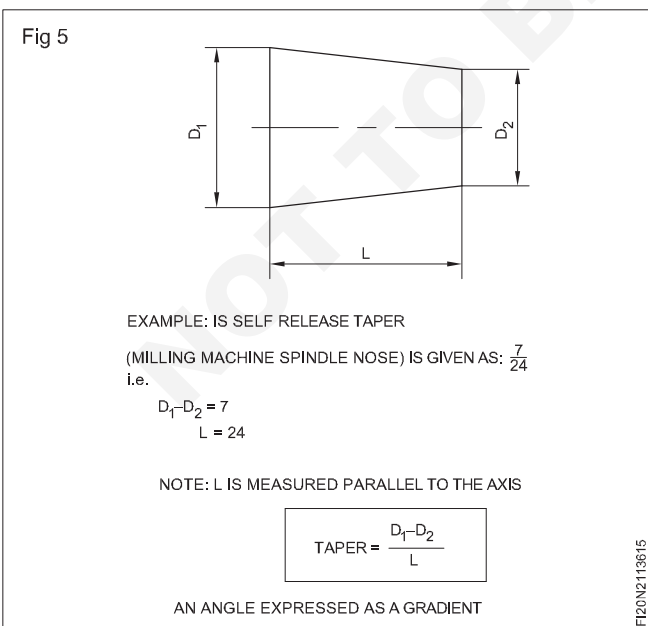 Fig 5
D₁
D₂
L
EXAMPLE: IS SELF RELEASE TAPER
(MILLING MACHINE SPINDLE NOSE) IS GIVEN AS: 7/24
i.e.
D₁–D₂ = 7
L = 24
NOTE: L IS MEASURED PARALLEL TO THE AXIS
TAPER = D₁–D₂ / L
AN ANGLE EXPRESSED AS A GRADIENT
FI20N2113615
NOT TO B